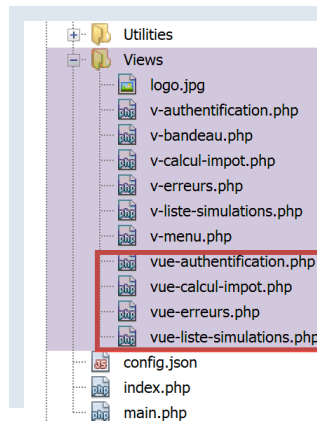 Utilities
Views
logo.jpg
v-authentification.php
v-bandeau.php
v-calcul-impot.php
v-erreurs.php
v-liste-simulations.php
v-menu.php
vue-authentification.php
vue-calcul-impot.php
vue-erreurs.php
vue-liste-simulations.php
config.json
index.php
main.php